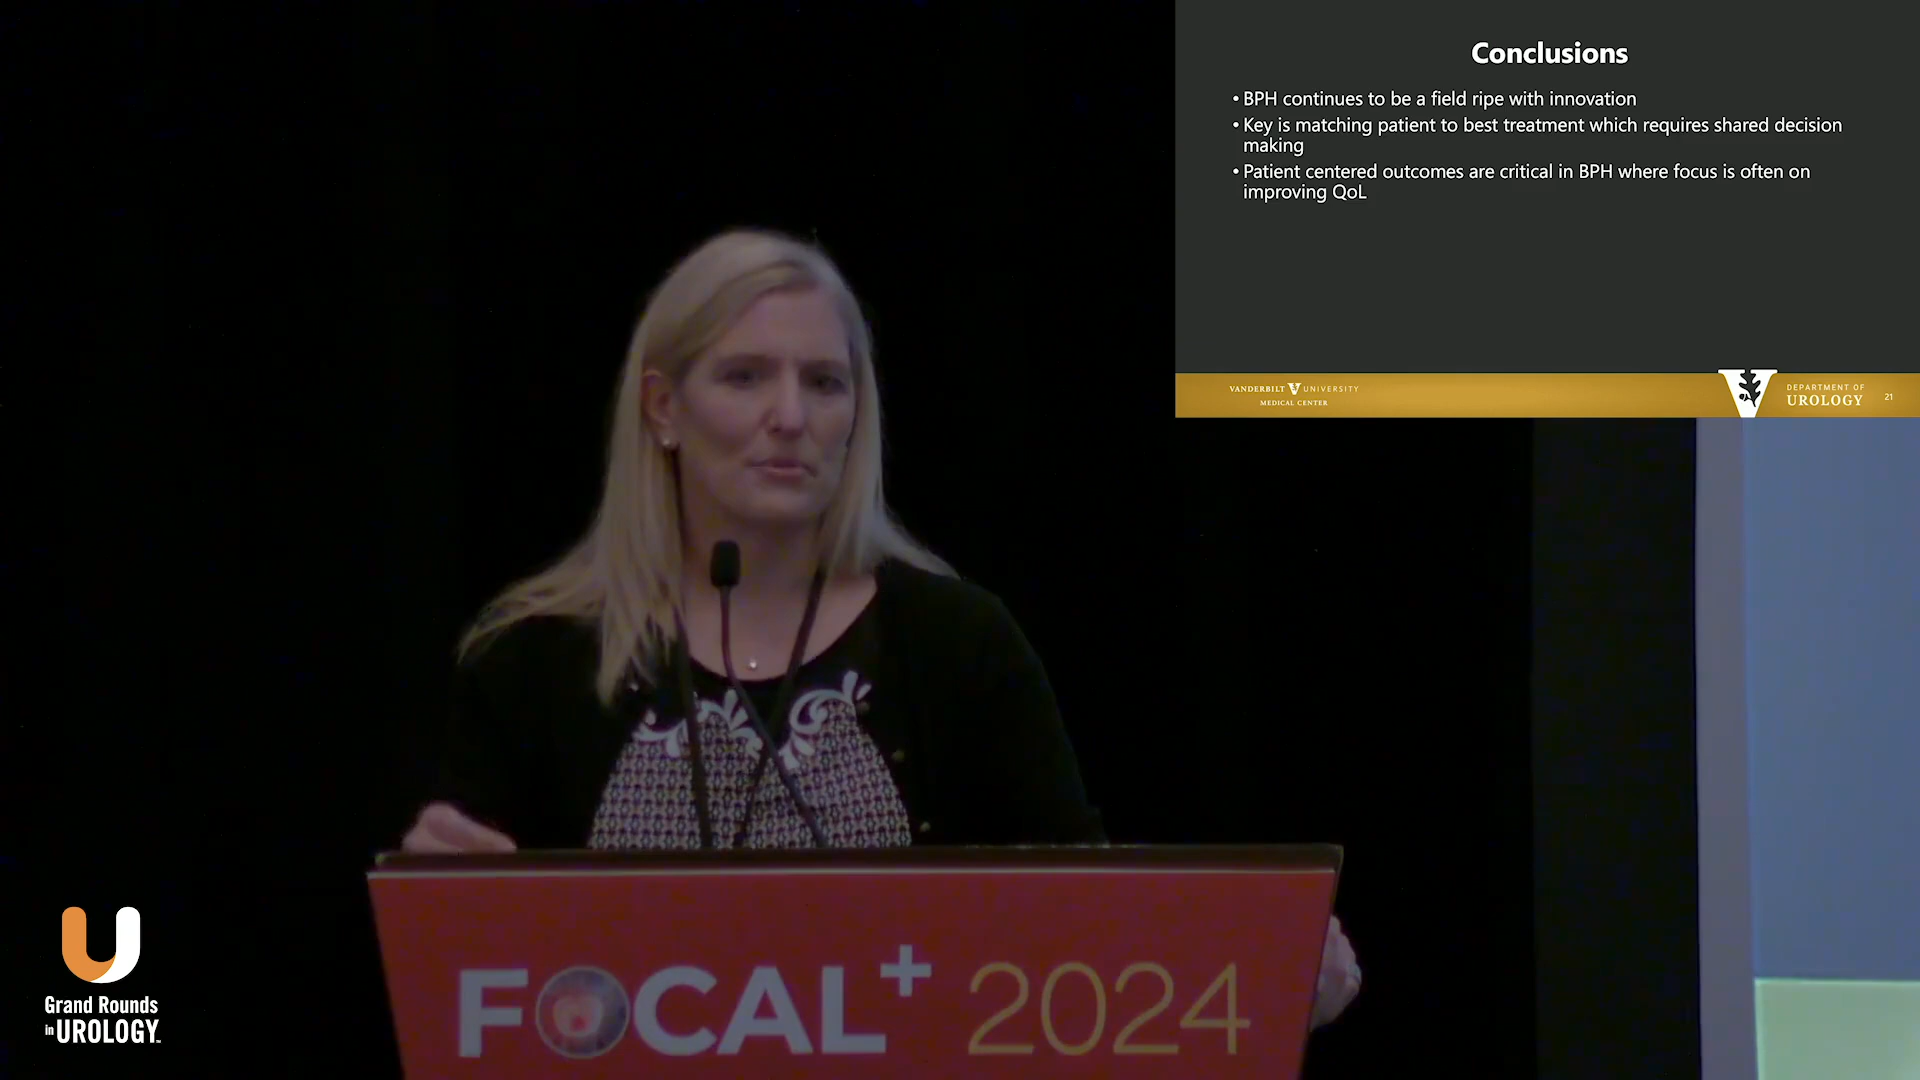 Conclusions
• BPH continues to be a field ripe with innovation
• Key is matching patient to best treatment which requires shared decision
making
• Patient centered outcomes are critical in BPH where focus is often on
improving QoL
VANDERBILT V UNIVERSITY
MEDICAL CENTER
V
DEPARTMENT OF
UROLOGY
21
U
Grand Rounds
in UROLOGY™
FOCAL+ 2024